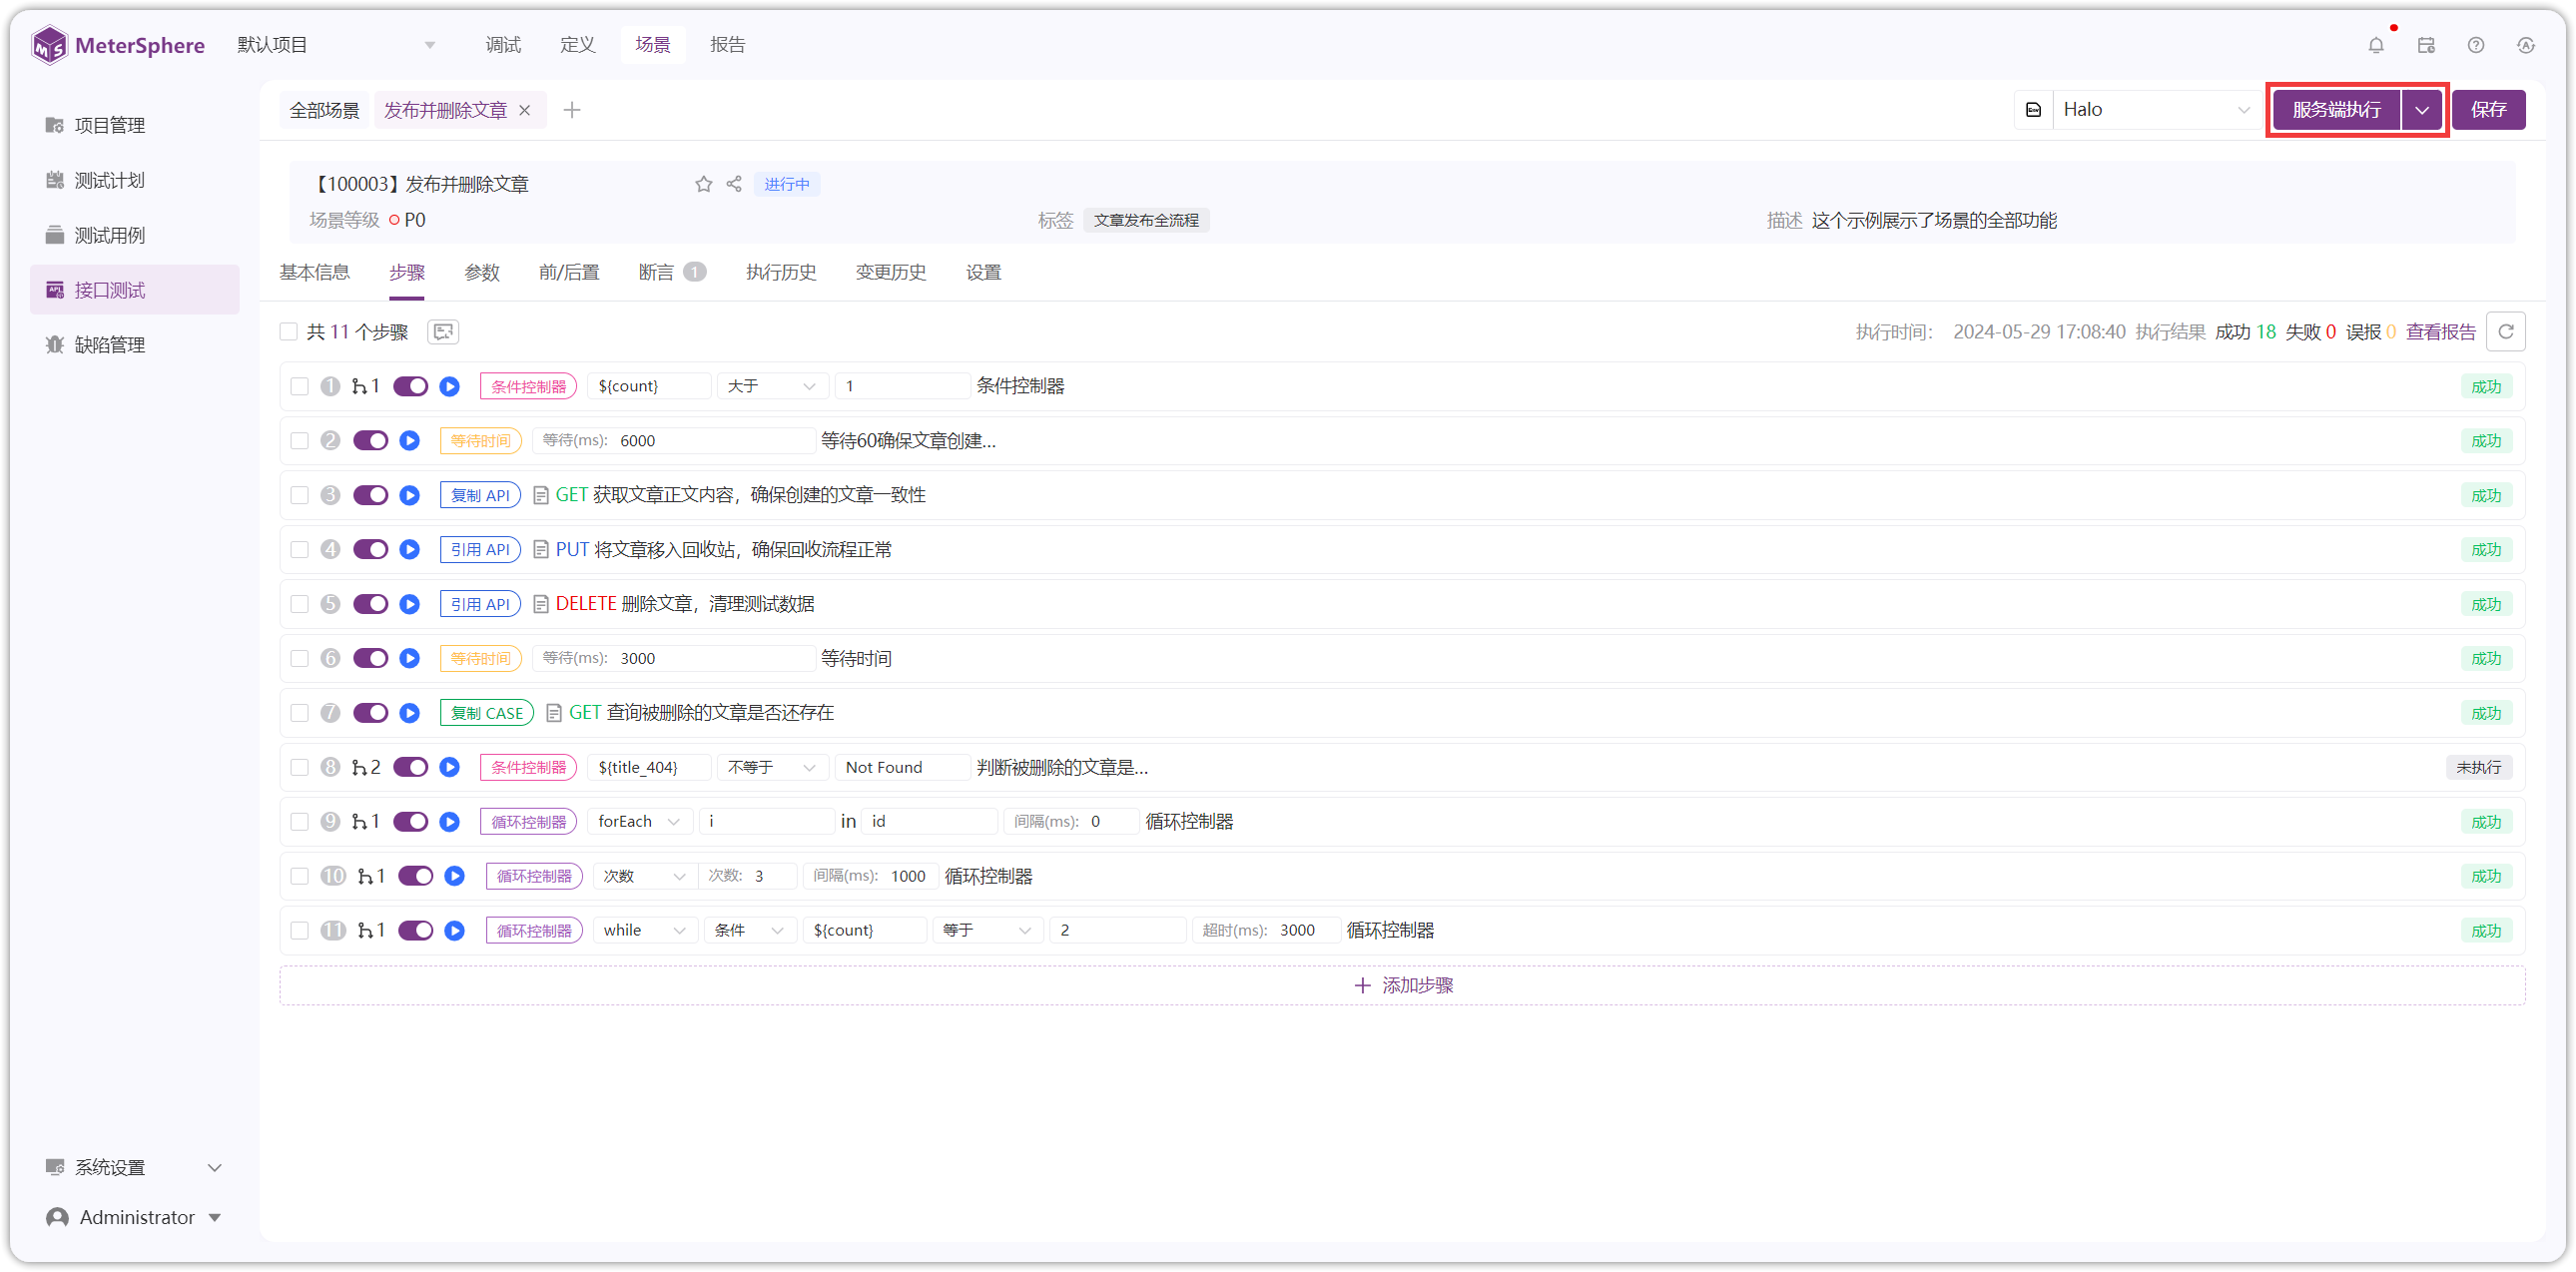 MeterSphere 默认项目 调试 定义 场景 报告
项目管理
测试计划
测试用例
接口测试
缺陷管理
系统设置
Administrator
全部场景 发布并删除文章 Halo 服务端执行 保存
【100003】发布并删除文章 进行中
场景等级 P0 标签 文章发布全流程 描述 这个示例展示了场景的全部功能
基本信息 步骤 参数 前/后置 断言 1 执行历史 变更历史 设置
共 11 个步骤 执行时间： 2024-05-29 17:08:40 执行结果 成功 18 失败 0 误报 0 查看报告
1 1 条件控制器 ${count} 大于 1 条件控制器 成功
2 等待时间 等待(ms): 6000 等待60确保文章创建... 成功
3 复制 API GET 获取文章正文内容，确保创建的文章一致性 成功
4 引用 API PUT 将文章移入回收站，确保回收流程正常 成功
5 引用 API DELETE 删除文章，清理测试数据 成功
6 等待时间 等待(ms): 3000 等待时间 成功
7 复制 CASE GET 查询被删除的文章是否还存在 成功
8 2 条件控制器 ${title_404} 不等于 Not Found 判断被删除的文章是... 未执行
9 1 循环控制器 forEach i in id 间隔(ms): 0 循环控制器 成功
10 1 循环控制器 次数 次数: 3 间隔(ms): 1000 循环控制器 成功
11 1 循环控制器 while 条件 ${count} 等于 2 超时(ms): 3000 循环控制器 成功
添加步骤